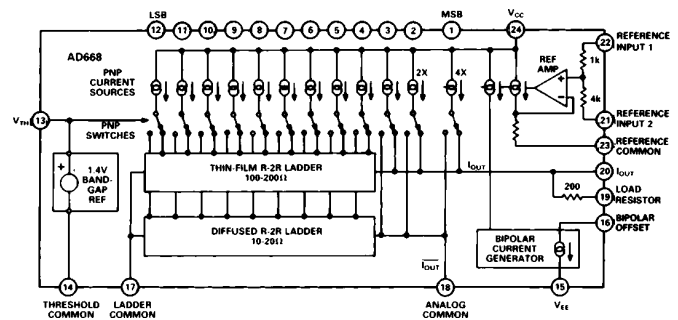 LSB
MSB
VCC
12
11
10
9
8
7
6
5
4
3
2
1
24
AD668
22
REFERENCE
INPUT 1
PNP
CURRENT
SOURCES
2X
4X
REF
AMP
+
−
1k
4k
VTH
13
PNP
SWITCHES
21
REFERENCE
INPUT 2
23
REFERENCE
COMMON
+
1.4V
BAND-
GAP
REF
THIN-FILM R-2R LADDER
100-200Ω
IOUT
20
IOUT
200
19
LOAD
RESISTOR
DIFFUSED R-2R LADDER
10-20Ω
IOUT
BIPOLAR
CURRENT
GENERATOR
16
BIPOLAR
OFFSET
14
17
18
15
THRESHOLD
COMMON
LADDER
COMMON
ANALOG
COMMON
VEE